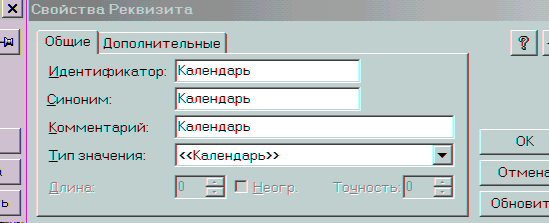 Свойства Реквизита
Общие Дополнительные
Идентификатор: Календарь
Синоним: Календарь
Комментарий: Календарь
Тип значения: <<Календарь>>
Длина: 0 Неогр. Точность: 0
OK
Отмена
Обновит